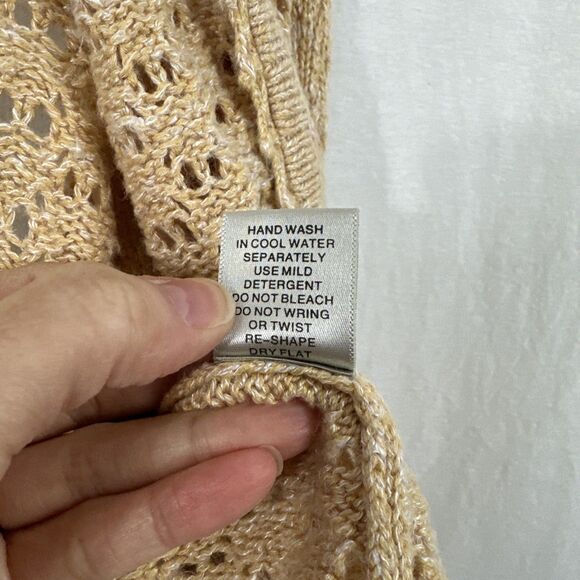 HAND WASH
IN COOL WATER
SEPARATELY
USE MILD
DETERGENT
DO NOT BLEACH
DO NOT WRING
OR TWIST
RE-SHAPE
DRY FLAT